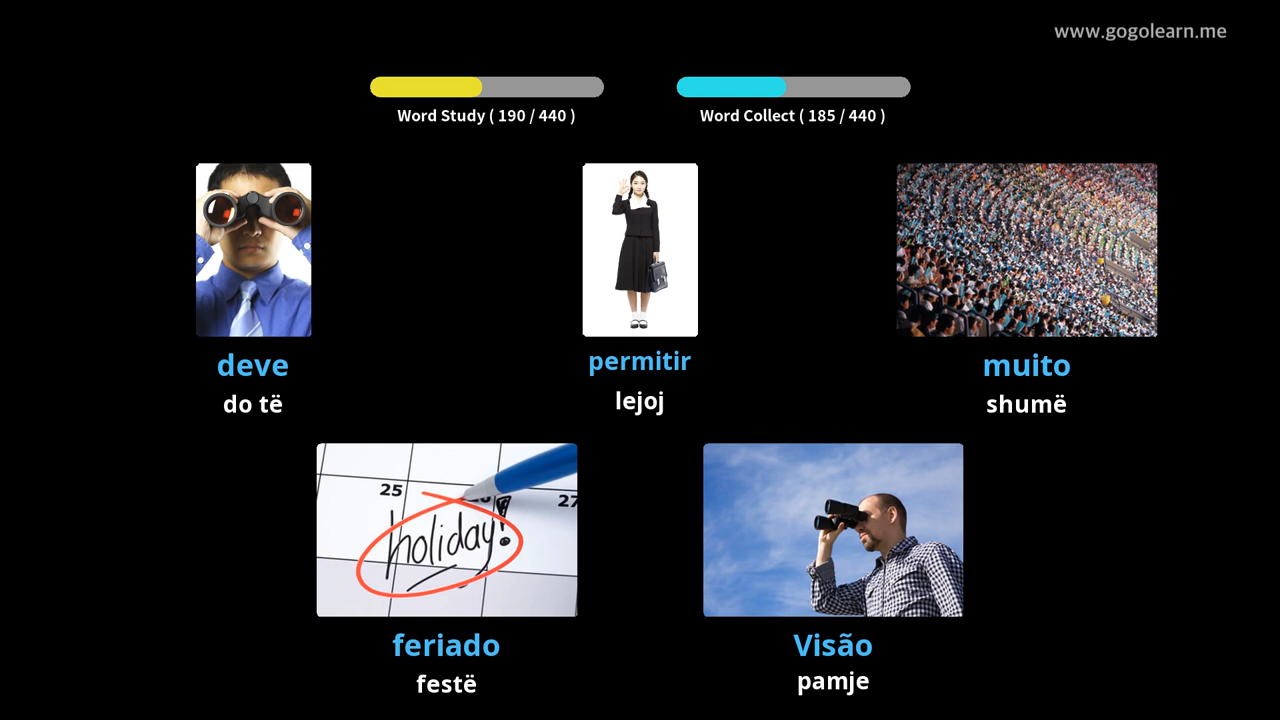 www.gogolearn.me
Word Study ( 190 / 440 )
Word Collect ( 185 / 440 )
deve
do të
permitir
lejoj
muito
shumë
25
27
holiday!
feriado
festë
Visão
pamje